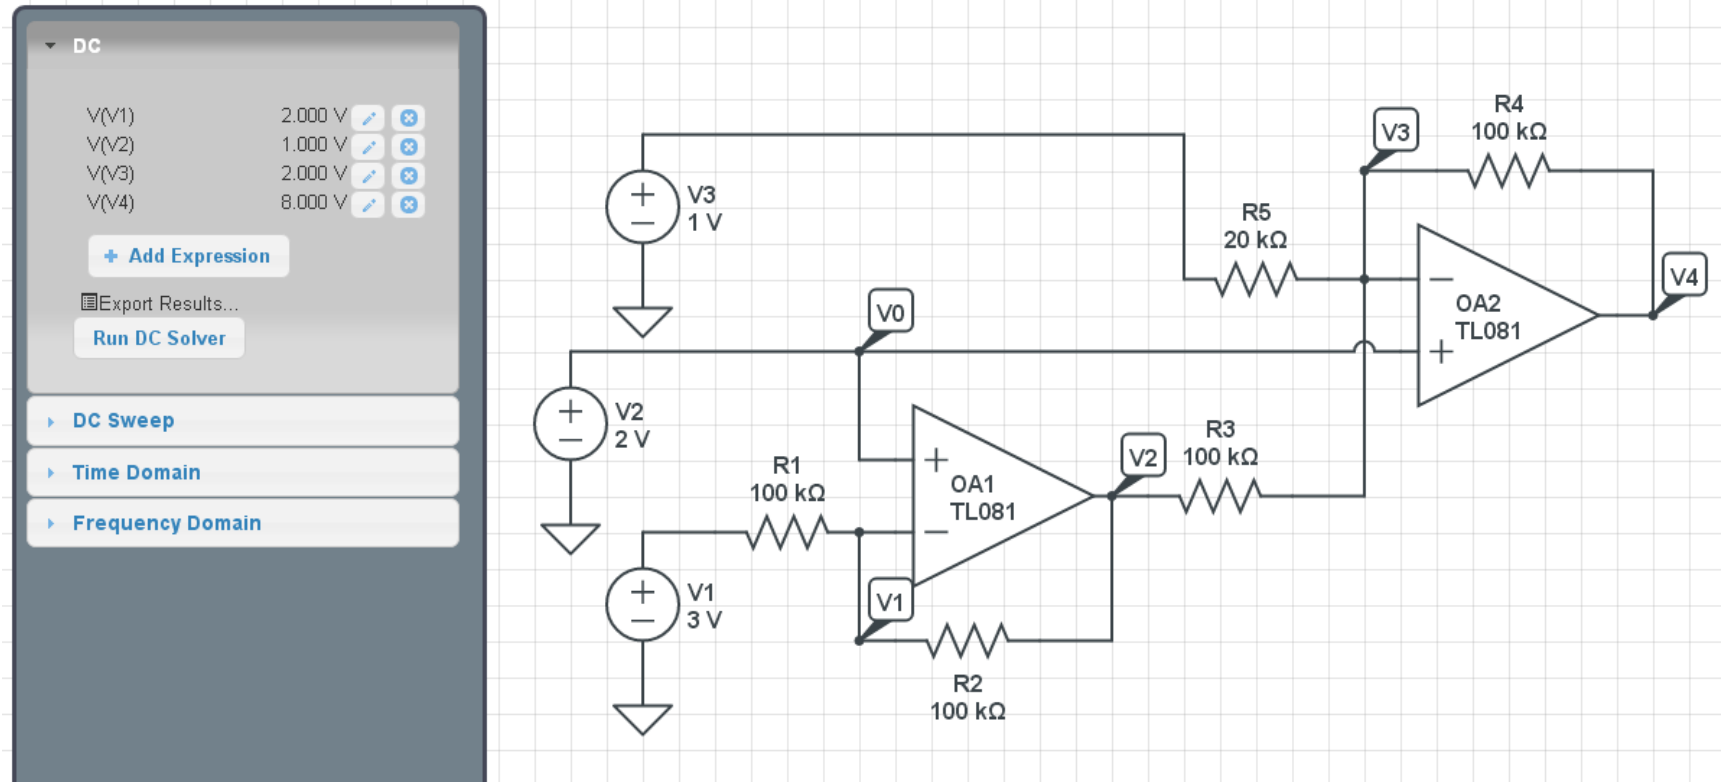 DC
V(V1) 2.000 V
V(V2) 1.000 V
V(V3) 2.000 V
V(V4) 8.000 V
+ Add Expression
Export Results...
Run DC Solver
DC Sweep
Time Domain
Frequency Domain
R4
100 kΩ
V3
V3
1 V
R5
20 kΩ
V4
OA2
TL081
V0
V2
2 V
R1
100 kΩ
OA1
TL081
V2
R3
100 kΩ
V1
3 V
V1
R2
100 kΩ